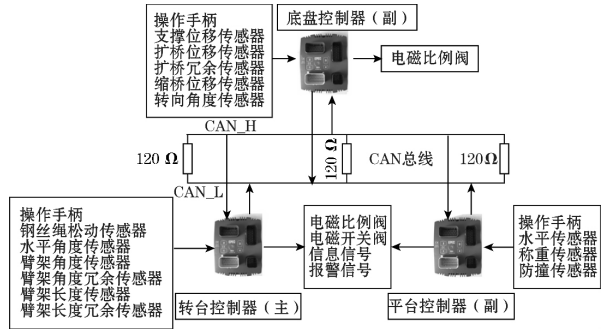 操作手柄
支撑位移传感器
扩桥位移传感器
扩桥冗余传感器
缩桥位移传感器
转向角度传感器
底盘控制器(副)
电磁比例阀
CAN_H
120 Ω
120 Ω
CAN总线
120Ω
CAN_L
操作手柄
钢丝绳松动传感器
水平角度传感器
臂架角度传感器
臂架角度冗余传感器
臂架长度传感器
臂架长度冗余传感器
转台控制器(主)
电磁比例阀
电磁开关阀
信息信号
报警信号
平台控制器(副)
操作手柄
水平传感器
称重传感器
防撞传感器